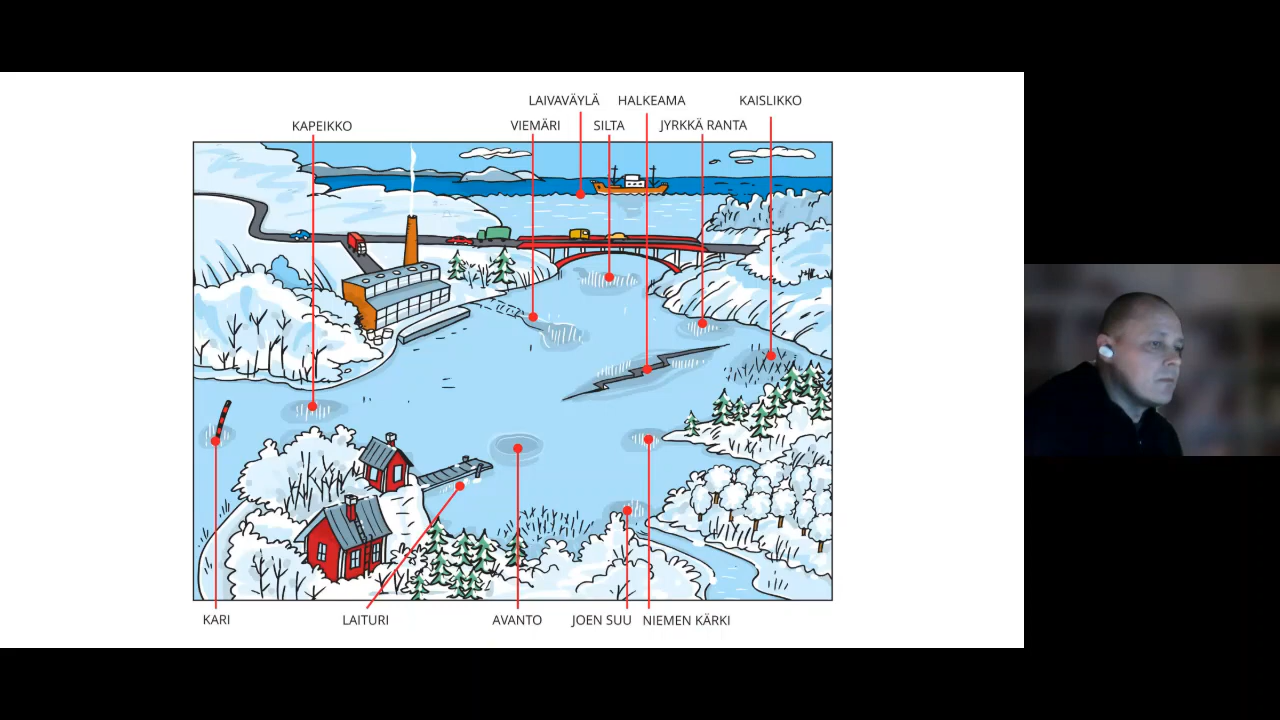 LAIVAVÄYLÄ HALKEAMA KAISLIKKO
KAPEIKKO VIEMÄRI SILTA JYRKKÄ RANTA
KARI LAITURI AVANTO JOEN SUU NIEMEN KÄRKI